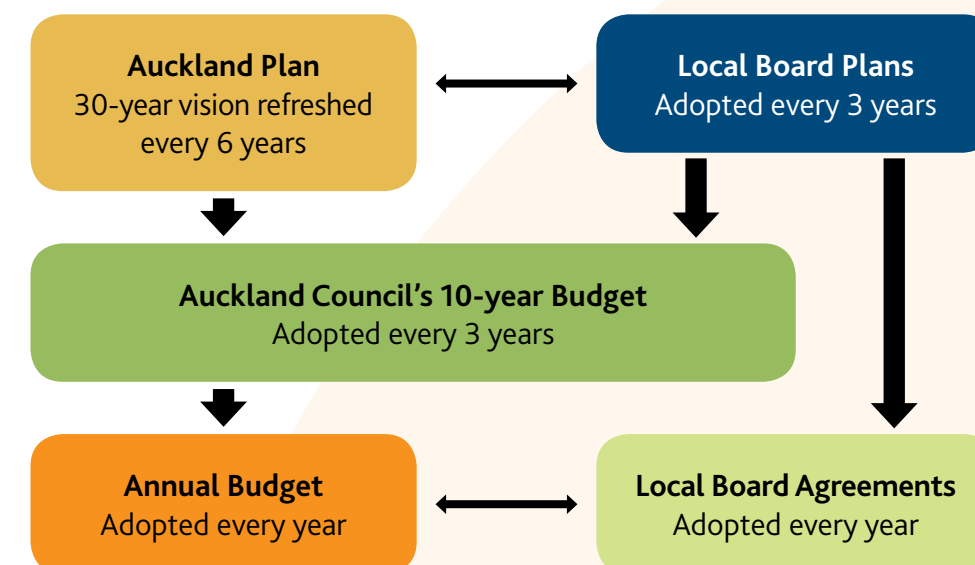 Auckland Plan
30-year vision refreshed
every 6 years
Local Board Plans
Adopted every 3 years
Auckland Council’s 10-year Budget
Adopted every 3 years
Annual Budget
Adopted every year
Local Board Agreements
Adopted every year